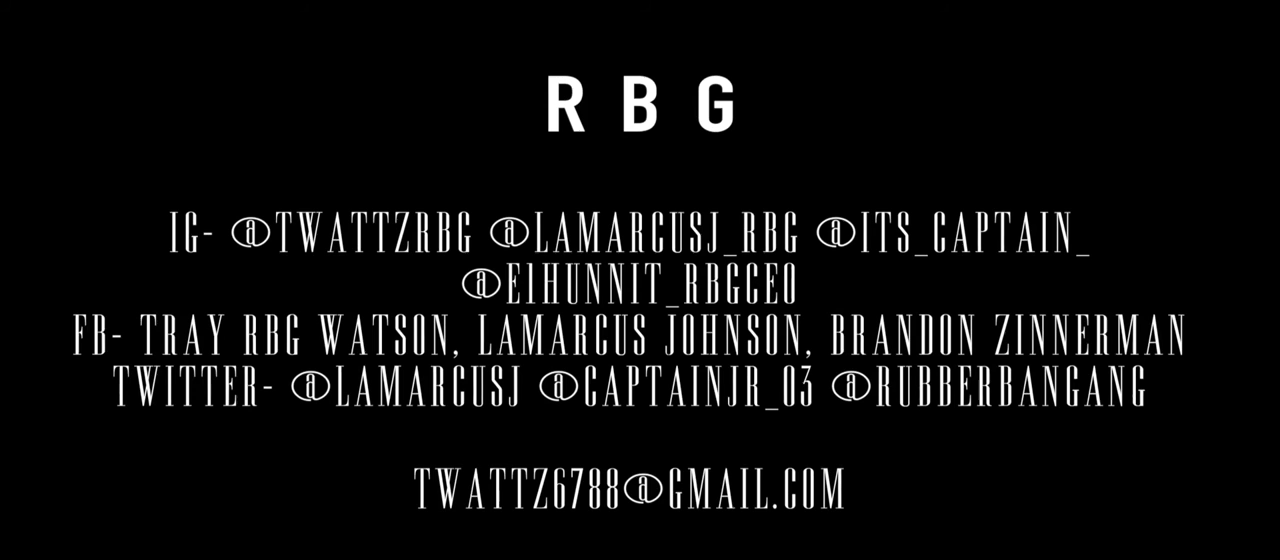 RBG
IG- @TWATTZRBG @LAMARCUSJ_RBG @ITS_CAPTAIN_
@E1HUNNIT_RBGCEO
FB- TRAY RBG WATSON, LAMARCUS JOHNSON, BRANDON ZINNERMAN
TWITTER- @LAMARCUSJ @CAPTAINJR_03 @RUBBERBANGANG
TWATTZ6788@GMAIL.COM